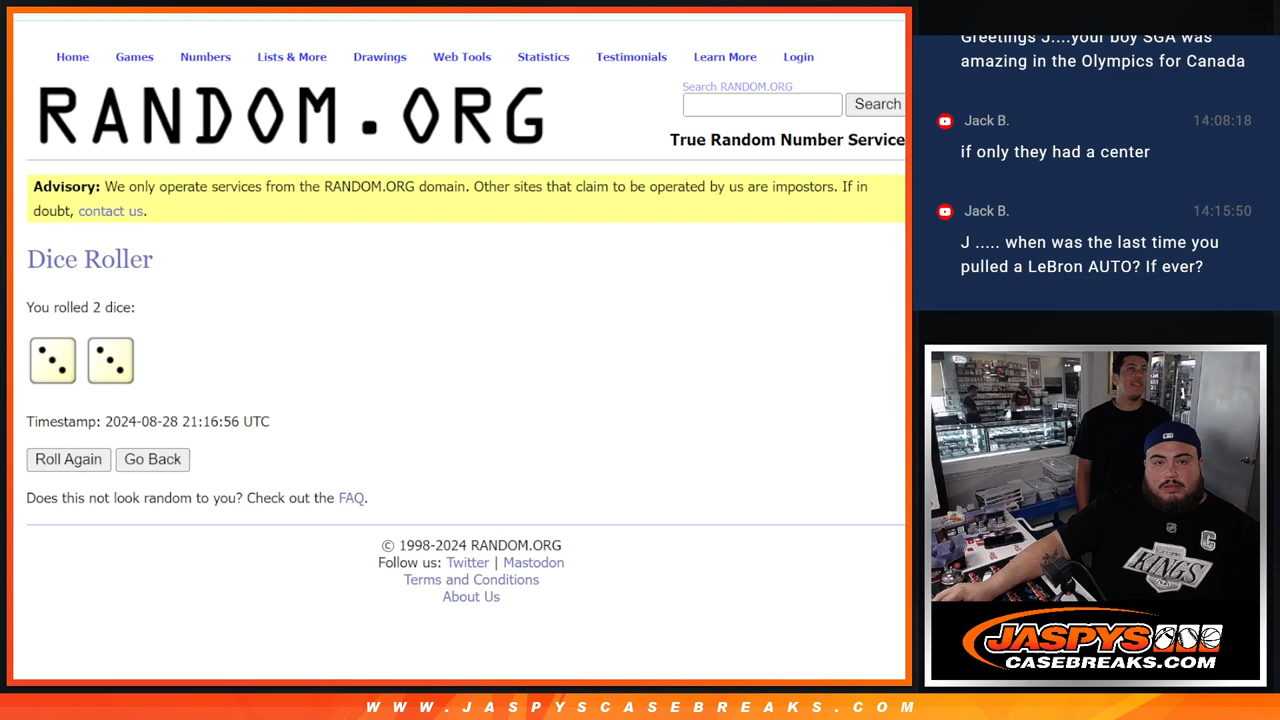 Home Games Numbers Lists & More Drawings Web Tools Statistics Testimonials Learn More Login
RANDOM.ORG
Search RANDOM.ORG
Search
True Random Number Service
Advisory: We only operate services from the RANDOM.ORG domain. Other sites that claim to be operated by us are impostors. If in
doubt, contact us.
Dice Roller
You rolled 2 dice:
Timestamp: 2024-08-28 21:16:56 UTC
Roll Again Go Back
Does this not look random to you? Check out the FAQ.
© 1998-2024 RANDOM.ORG
Follow us: Twitter | Mastodon
Terms and Conditions
About Us
Greetings J....your boy SGA was
amazing in the Olympics for Canada
Jack B. 14:08:18
if only they had a center
Jack B. 14:15:50
J ..... when was the last time you
pulled a LeBron AUTO? If ever?
C
KINGS
JASPYS
CASEBREAKS.COM
WWW.JASPYSCASEBREAKS.COM